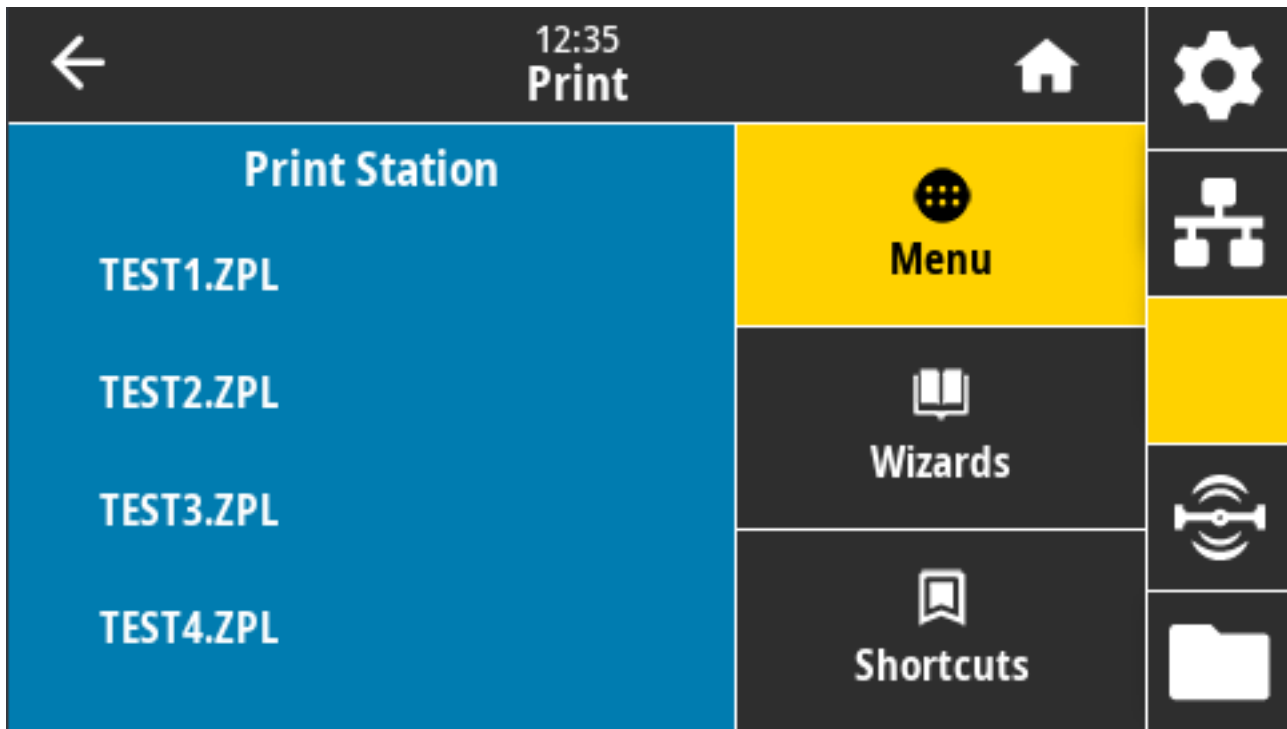 12:35
Print
Print Station
TEST1.ZPL
TEST2.ZPL
TEST3.ZPL
TEST4.ZPL
Menu
Wizards
Shortcuts